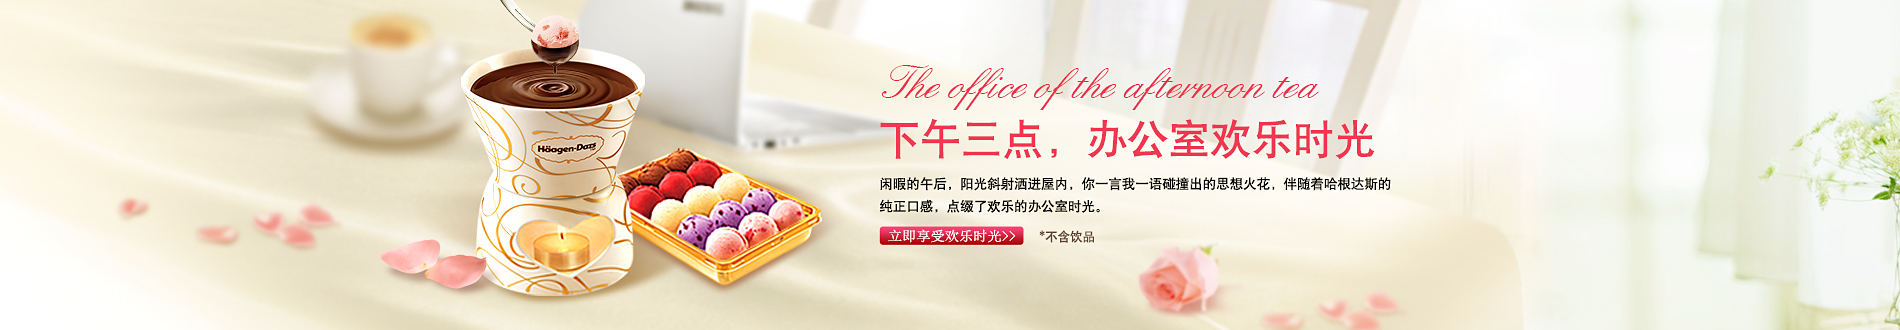 Häagen-Dazs
The office of the afternoon tea
下午三点，办公室欢乐时光
闲暇的午后，阳光斜射洒进屋内，你一言我一语碰撞出的思想火花，伴随着哈根达斯的
纯正口感，点缀了欢乐的办公室时光。
立即享受欢乐时光>> *不含饮品